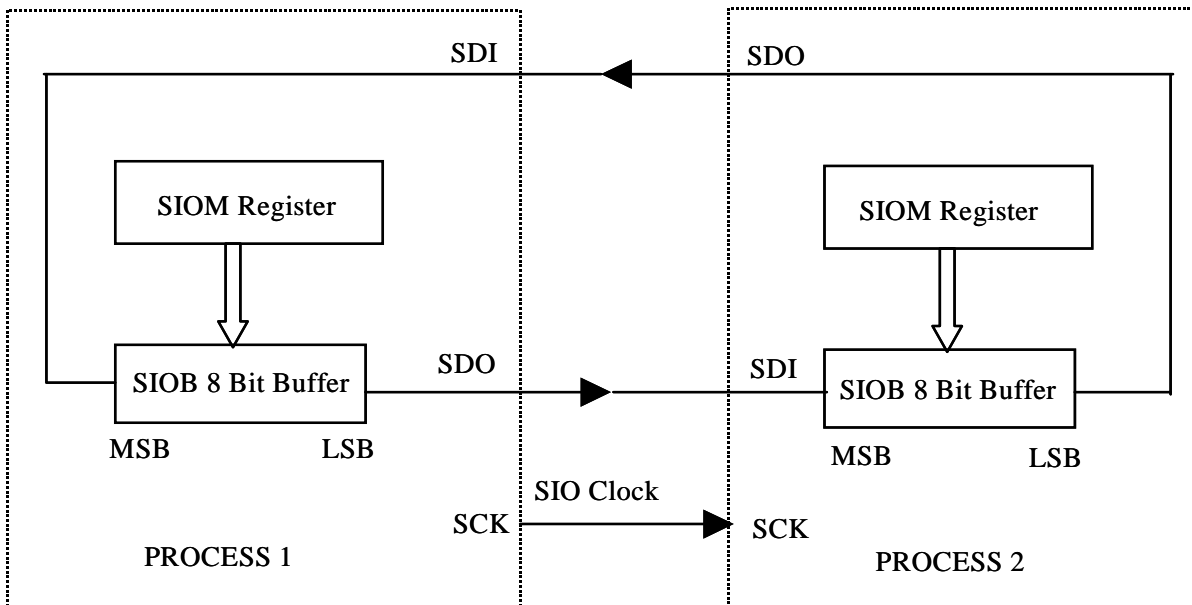 SDI
SDO
SIOM Register
SIOM Register
SDO
SDI
SIOB 8 Bit Buffer
SIOB 8 Bit Buffer
MSB
LSB
MSB
LSB
SIO Clock
SCK
SCK
PROCESS 1
PROCESS 2